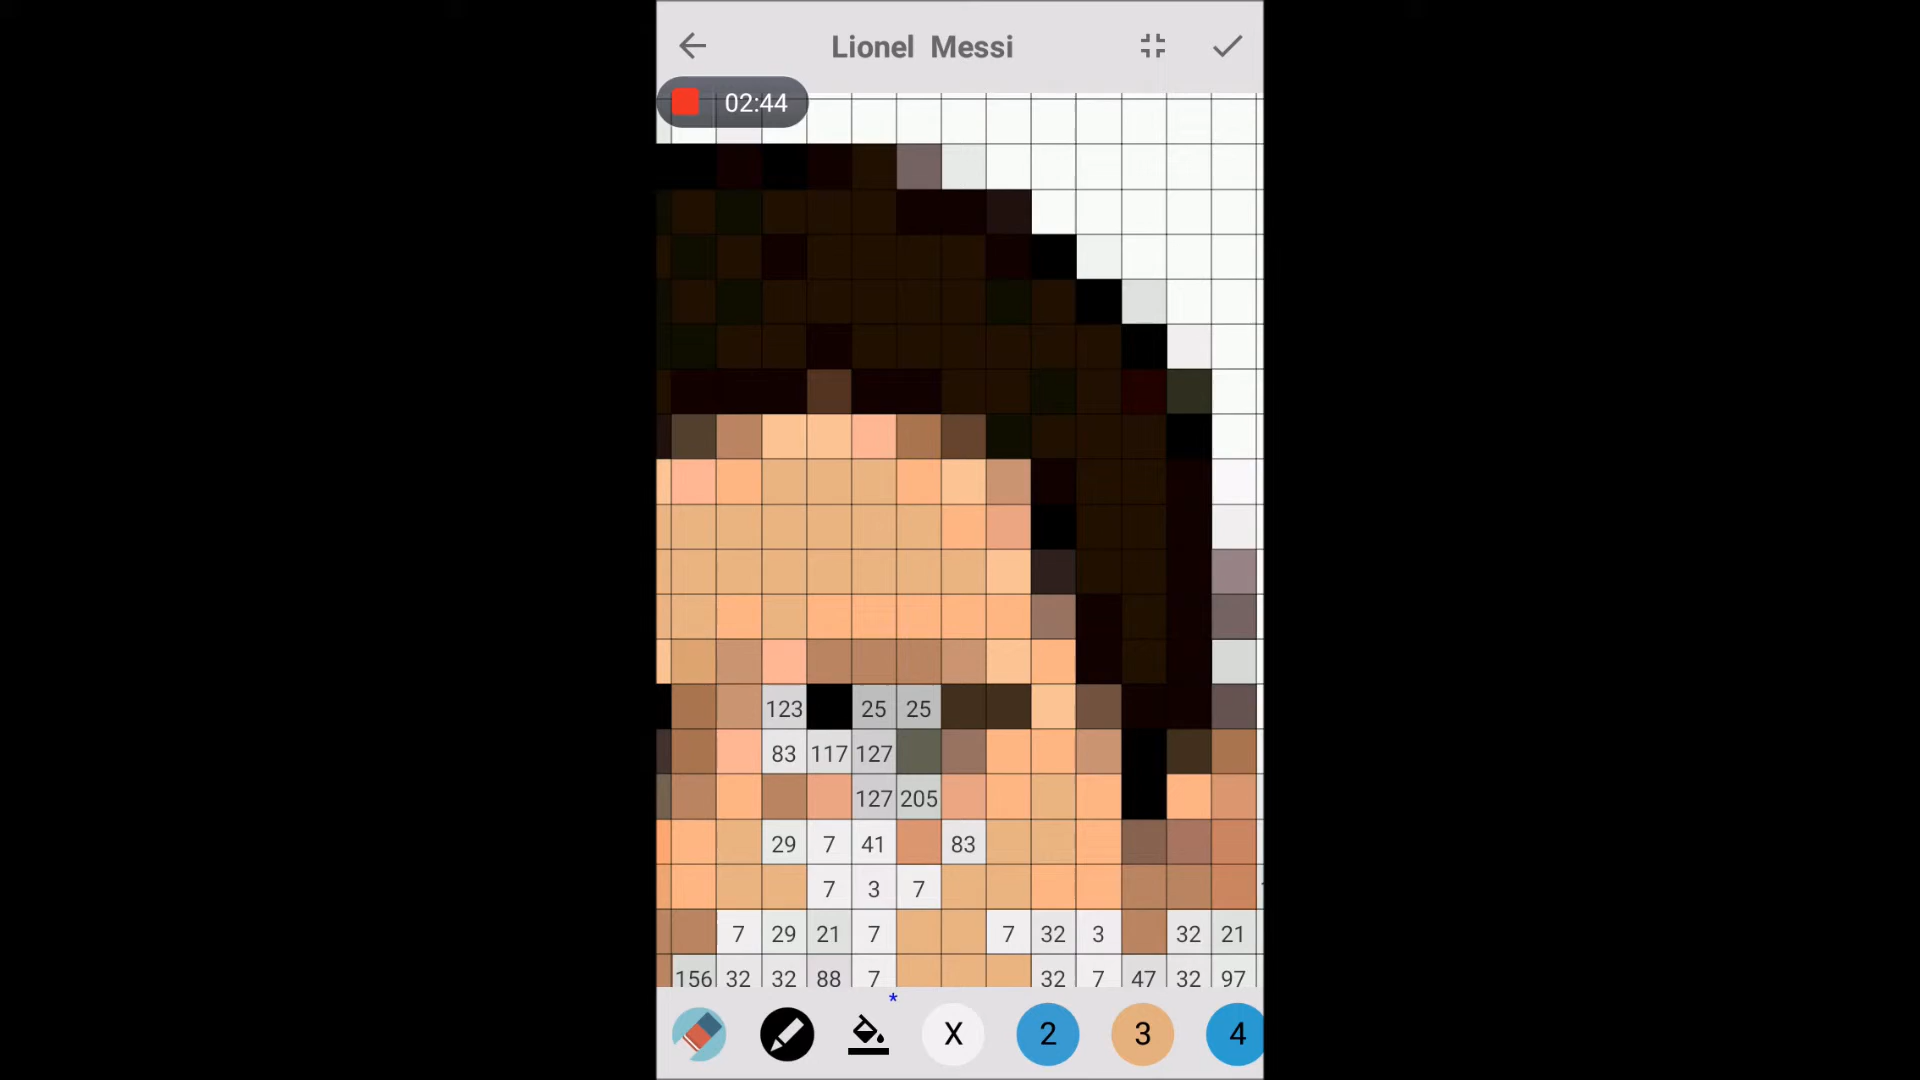 Lionel Messi
02:44
123 25 25
83 117 127
127 205
29 7 41 83
7 3 7
7 29 21 7 7 32 3 32 21
156 32 32 88 7 32 7 47 32 97
*
X 2 3 4